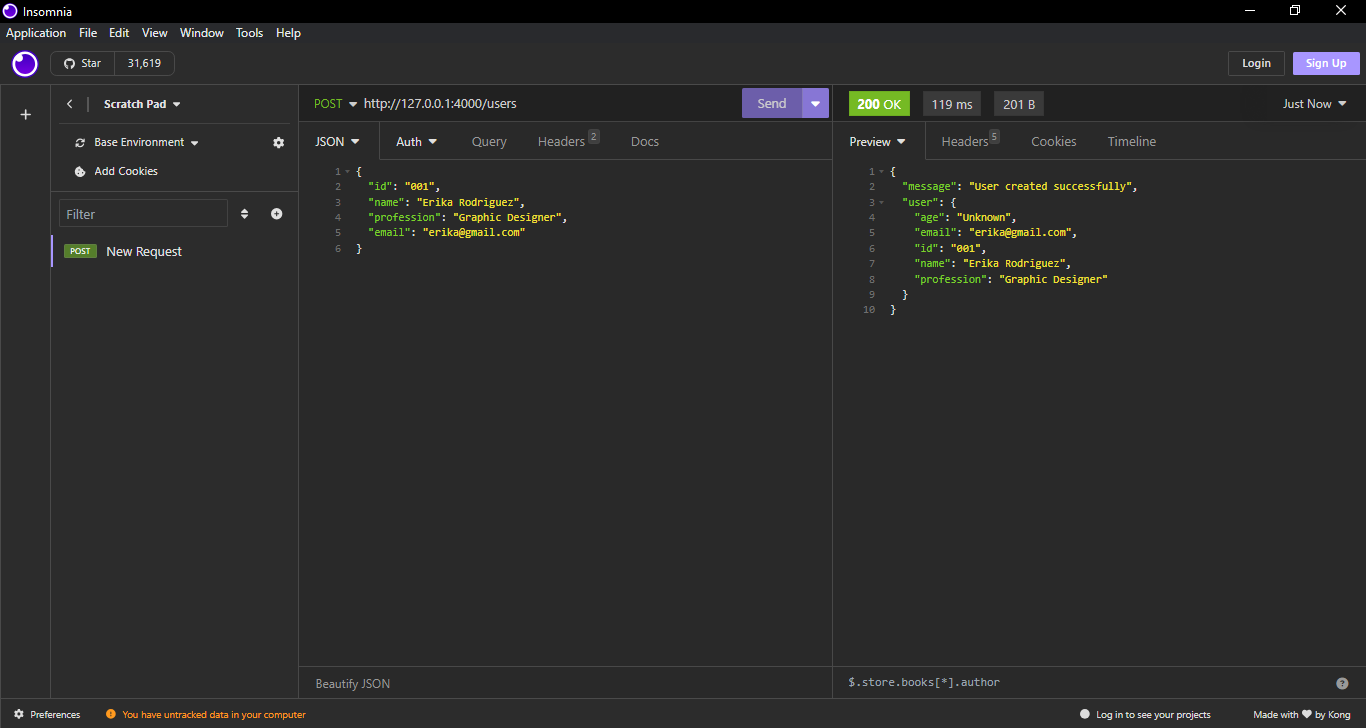 Insomnia
Application File Edit View Window Tools Help
Star 31,619 Login Sign Up
Scratch Pad
Base Environment
Add Cookies
Filter
POST New Request
POST http://127.0.0.1:4000/users Send
JSON Auth Query Headers 2 Docs
1 {
2 "id": "001",
3 "name": "Erika Rodriguez",
4 "profession": "Graphic Designer",
5 "email": "erika@gmail.com"
6 }
Beautify JSON
200 OK 119 ms 201 B Just Now
Preview Headers 5 Cookies Timeline
1 {
2 "message": "User created successfully",
3 "user": {
4 "age": "Unknown",
5 "email": "erika@gmail.com",
6 "id": "001",
7 "name": "Erika Rodriguez",
8 "profession": "Graphic Designer"
9 }
10 }
$.store.books[*].author
Preferences You have untracked data in your computer Log in to see your projects Made with ♥ by Kong